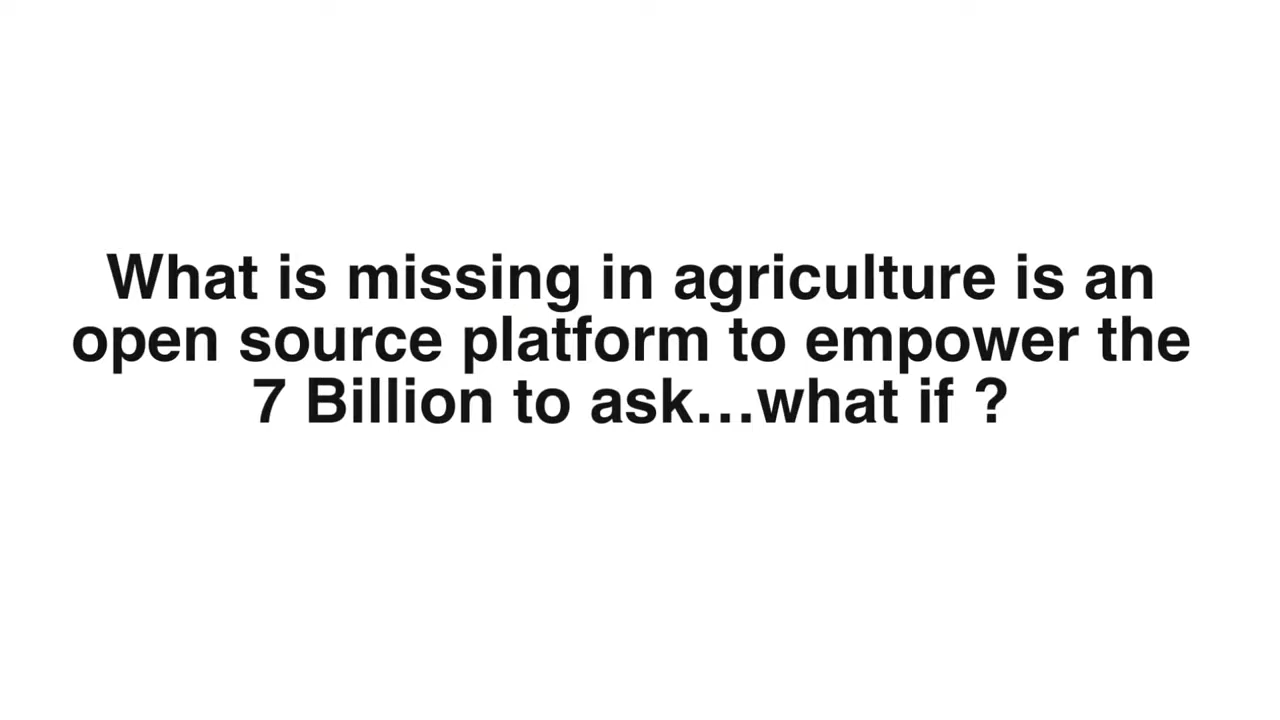 What is missing in agriculture is an
open source platform to empower the
7 Billion to ask…what if ?